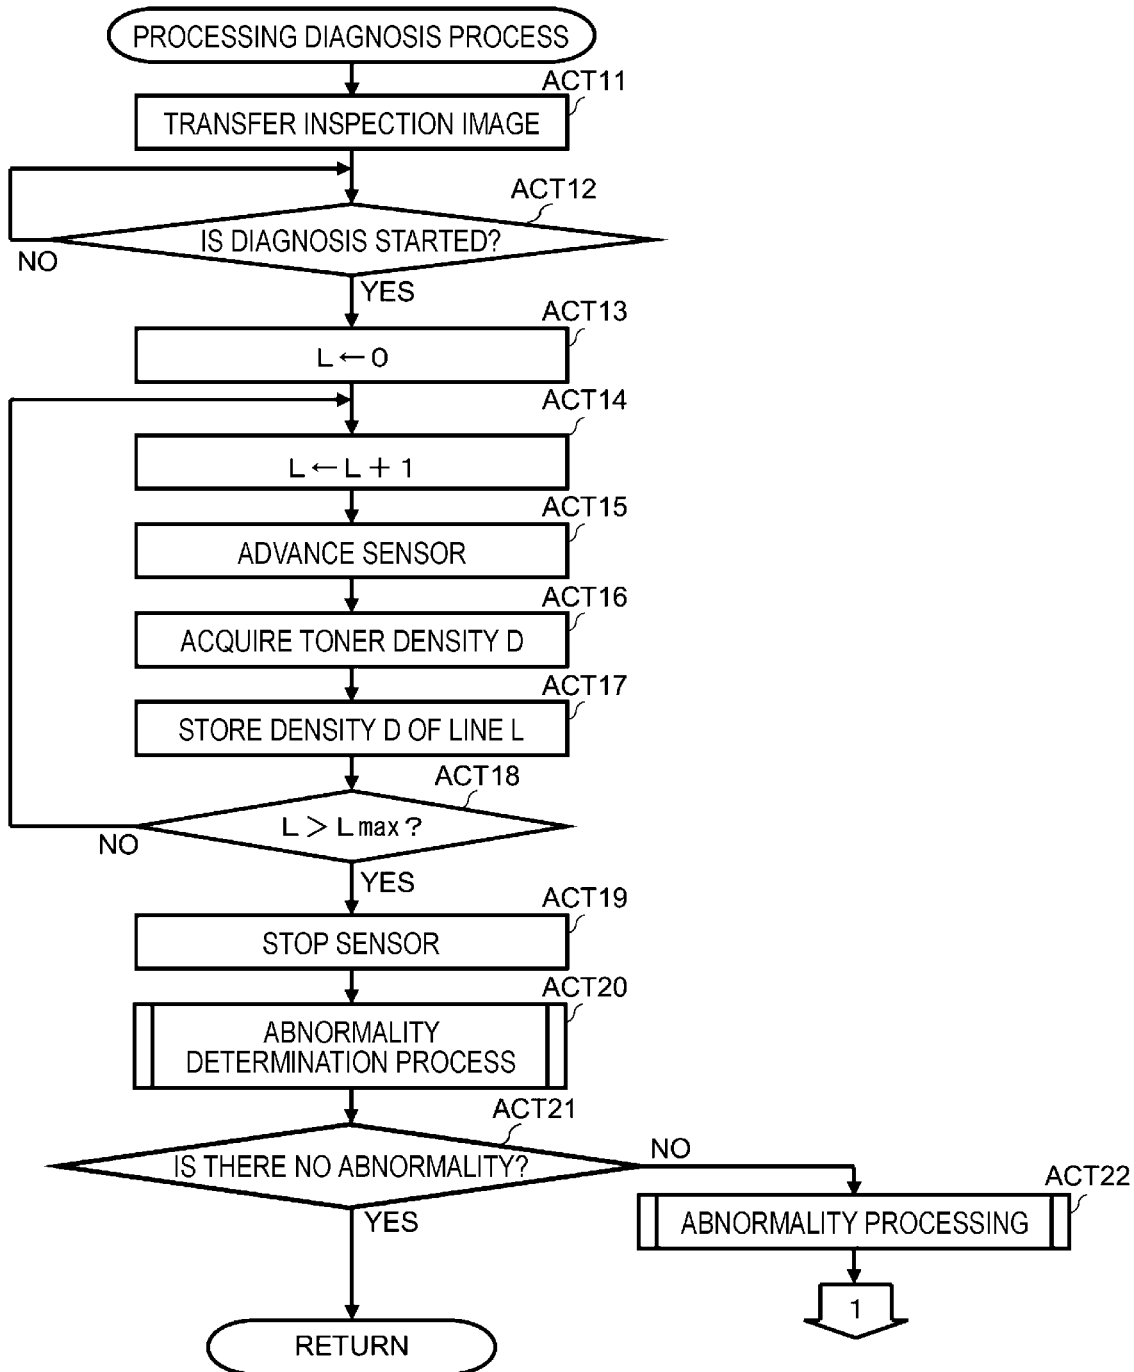 PROCESSING DIAGNOSIS PROCESS
ACT11
TRANSFER INSPECTION IMAGE
ACT12
IS DIAGNOSIS STARTED?
NO
YES
ACT13
L ← 0
ACT14
L ← L + 1
ACT15
ADVANCE SENSOR
ACT16
ACQUIRE TONER DENSITY D
ACT17
STORE DENSITY D OF LINE L
ACT18
L > Lmax ?
NO
YES
ACT19
STOP SENSOR
ACT20
ABNORMALITY
DETERMINATION PROCESS
ACT21
IS THERE NO ABNORMALITY?
NO
YES
ACT22
ABNORMALITY PROCESSING
1
RETURN